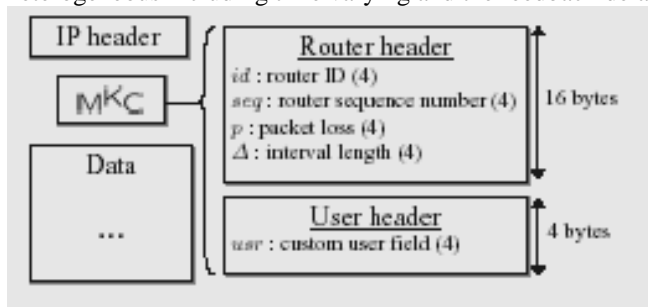 IP header
MKC
Data
...
Router header
id : router ID (4)
seq : router sequence number (4)
p : packet loss (4)
Δ : interval length (4)
16 bytes
User header
usr : custom user field (4)
4 bytes